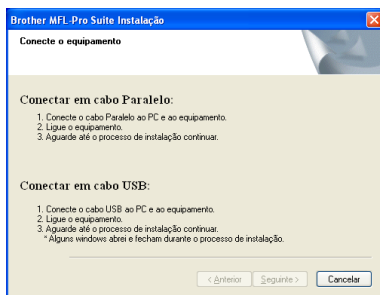 Brother MFL-Pro Suite Instalação
Conecte o equipamento
Conectar em cabo Paralelo:
1. Conecte o cabo Paralelo ao PC e ao equipamento.
2. Ligue o equipamento.
3. Aguarde até o processo de instalação continuar.
Conectar em cabo USB:
1. Conecte o cabo USB ao PC e ao equipamento.
2. Ligue o equipamento.
3. Aguarde até o processo de instalação continuar.
* Alguns windows abrei e fecham durante o processo de instalação.
< Anterior Seguinte > Cancelar